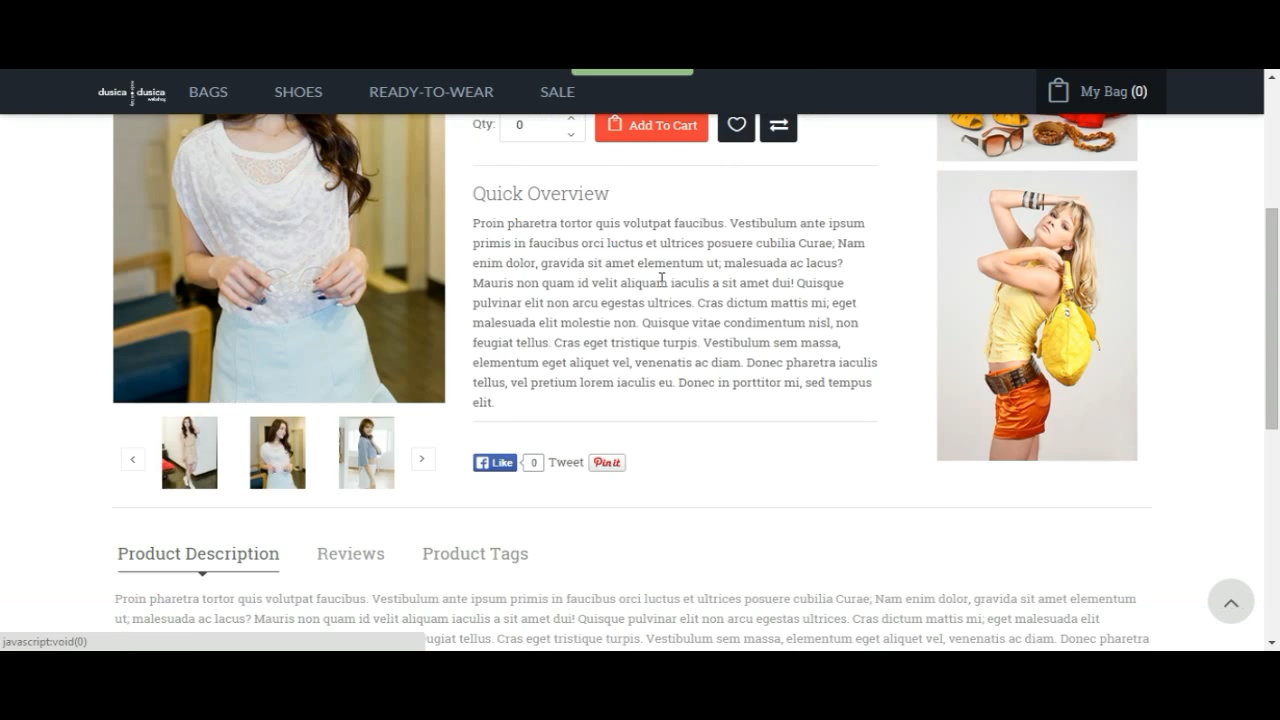 dusica dusica
webshop
BAGS
SHOES
READY-TO-WEAR
SALE
My Bag (0)
Qty:
0
Add To Cart
Quick Overview
Proin pharetra tortor quis volutpat faucibus. Vestibulum ante ipsum
primis in faucibus orci luctus et ultrices posuere cubilia Curae; Nam
enim dolor, gravida sit amet elementum ut; malesuada ac lacus?
Mauris non quam id velit aliquam iaculis a sit amet dui! Quisque
pulvinar elit non arcu egestas ultrices. Cras dictum mattis mi; eget
malesuada elit molestie non. Quisque vitae condimentum nisl, non
feugiat tellus. Cras eget tristique turpis. Vestibulum sem massa,
elementum eget aliquet vel, venenatis ac diam. Donec pharetra iaculis
tellus, vel pretium lorem iaculis eu. Donec in porttitor mi, sed tempus
elit.
Like
0
Tweet
Pin it
Product Description
Reviews
Product Tags
Proin pharetra tortor quis volutpat faucibus. Vestibulum ante ipsum primis in faucibus orci luctus et ultrices posuere cubilia Curae; Nam enim dolor, gravida sit amet elementum
ut; malesuada ac lacus? Mauris non quam id velit aliquam iaculis a sit amet dui! Quisque pulvinar elit non arcu egestas ultrices. Cras dictum mattis mi; eget malesuada elit
ugiat tellus. Cras eget tristique turpis. Vestibulum sem massa, elementum eget aliquet vel, venenatis ac diam. Donec pharetra
javascript:void(0)